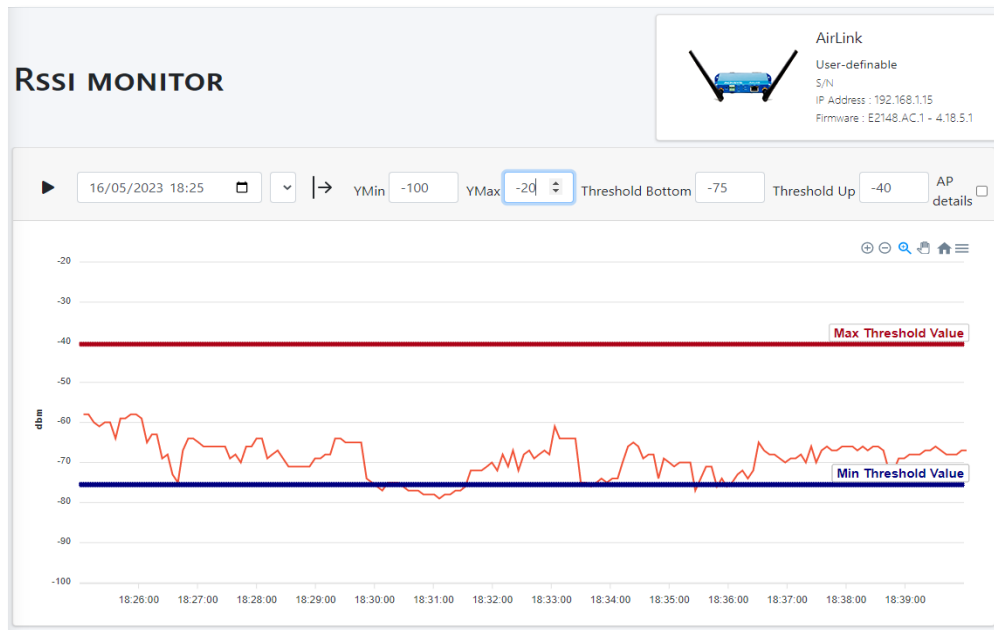 AirLink
User-definable
S/N
IP Address : 192.168.1.15
Firmware : E2148.AC.1 - 4.18.5.1
RSSI MONITOR
16/05/2023 18:25
YMin -100 YMax -20 Threshold Bottom -75 Threshold Up -40 AP details
-20
-30
Max Threshold Value
-40
-50
dbm
-60
-70
Min Threshold Value
-80
-90
-100
18:26:00 18:27:00 18:28:00 18:29:00 18:30:00 18:31:00 18:32:00 18:33:00 18:34:00 18:35:00 18:36:00 18:37:00 18:38:00 18:39:00